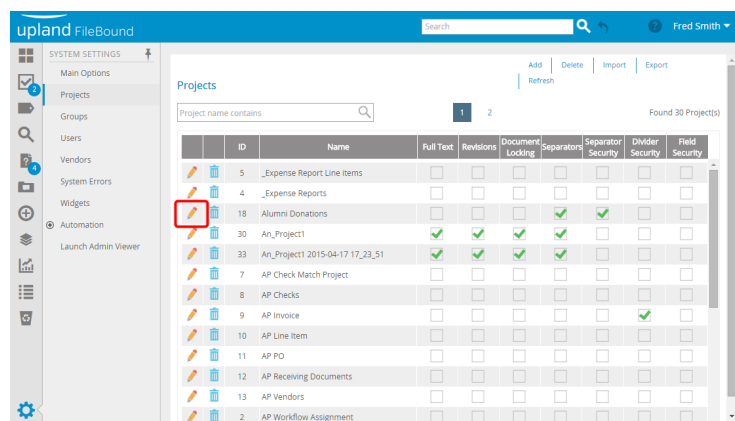 upland FileBound
Search
Fred Smith
SYSTEM SETTINGS
Main Options
Projects
Groups
Users
Vendors
System Errors
Widgets
Automation
Launch Admin Viewer
2
4
Add | Delete | Import | Export
| Refresh
Projects
Project name contains
1 2
Found 30 Project(s)
ID Name Full Text Revisions Document Locking Separators Separator Security Divider Security Field Security
5 _Expense Report Line items
4 _Expense Reports
18 Alumni Donations
30 An_Project1
33 An_Project1 2015-04-17 17_23_51
7 AP Check Match Project
8 AP Checks
9 AP Invoice
10 AP Line Item
11 AP PO
12 AP Receiving Documents
13 AP Vendors
2 AP Workflow Assignment